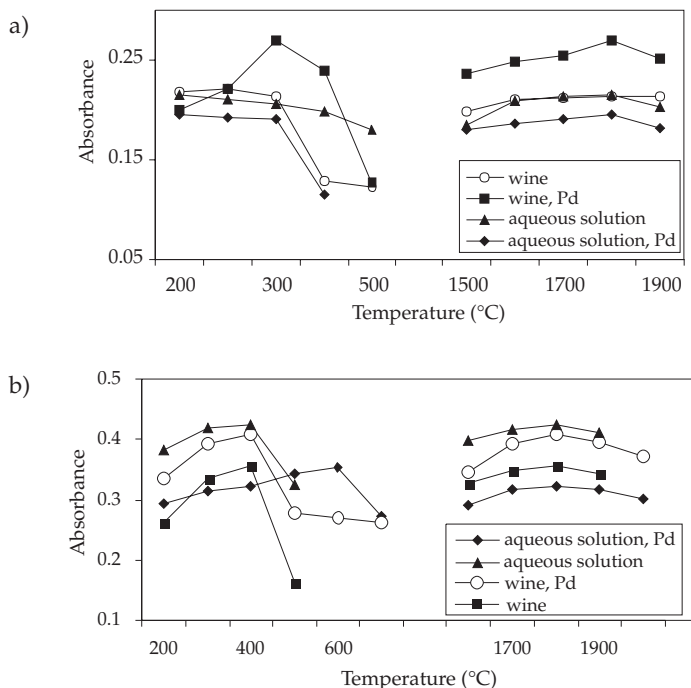 a)
Absorbance
0.25
0.15
0.05
wine
wine, Pd
aqueous solution
aqueous solution, Pd
200 300 500 1500 1700 1900
Temperature (°C)
b)
Absorbance
0.5
0.4
0.3
0.2
0.1
aqueous solution, Pd
aqueous solution
wine, Pd
wine
200 400 600 1700 1900
Temperature (°C) Temperature (°C)